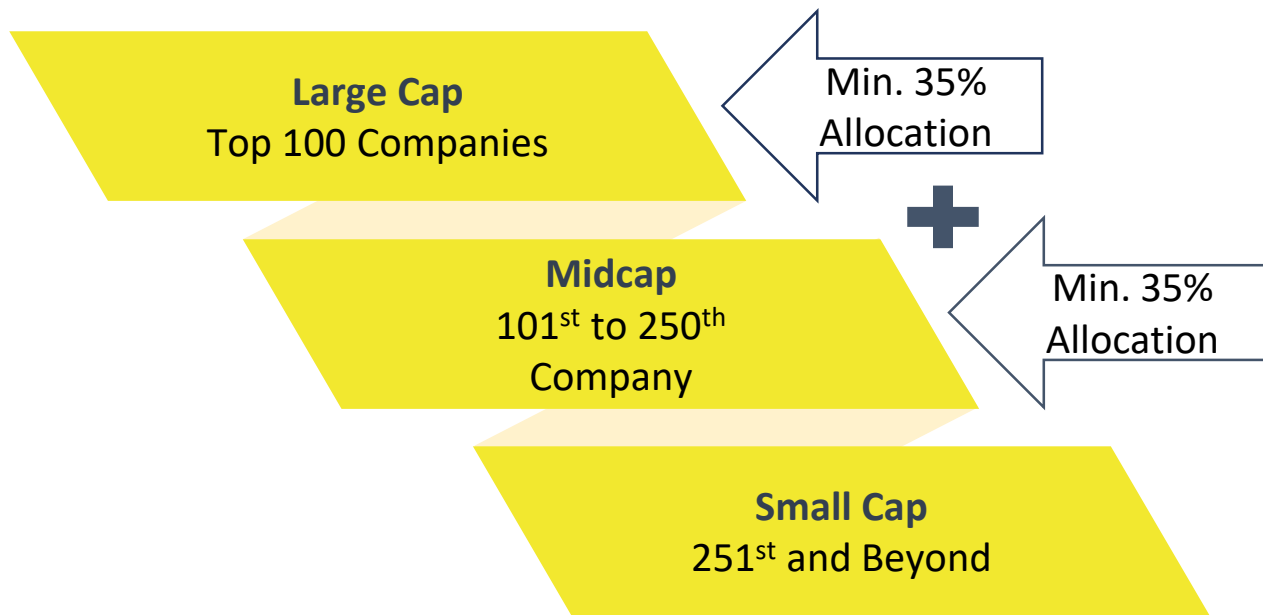 Large Cap
Top 100 Companies
Min. 35%
Allocation
Midcap
101st to 250th
Company
Min. 35%
Allocation
Small Cap
251st and Beyond